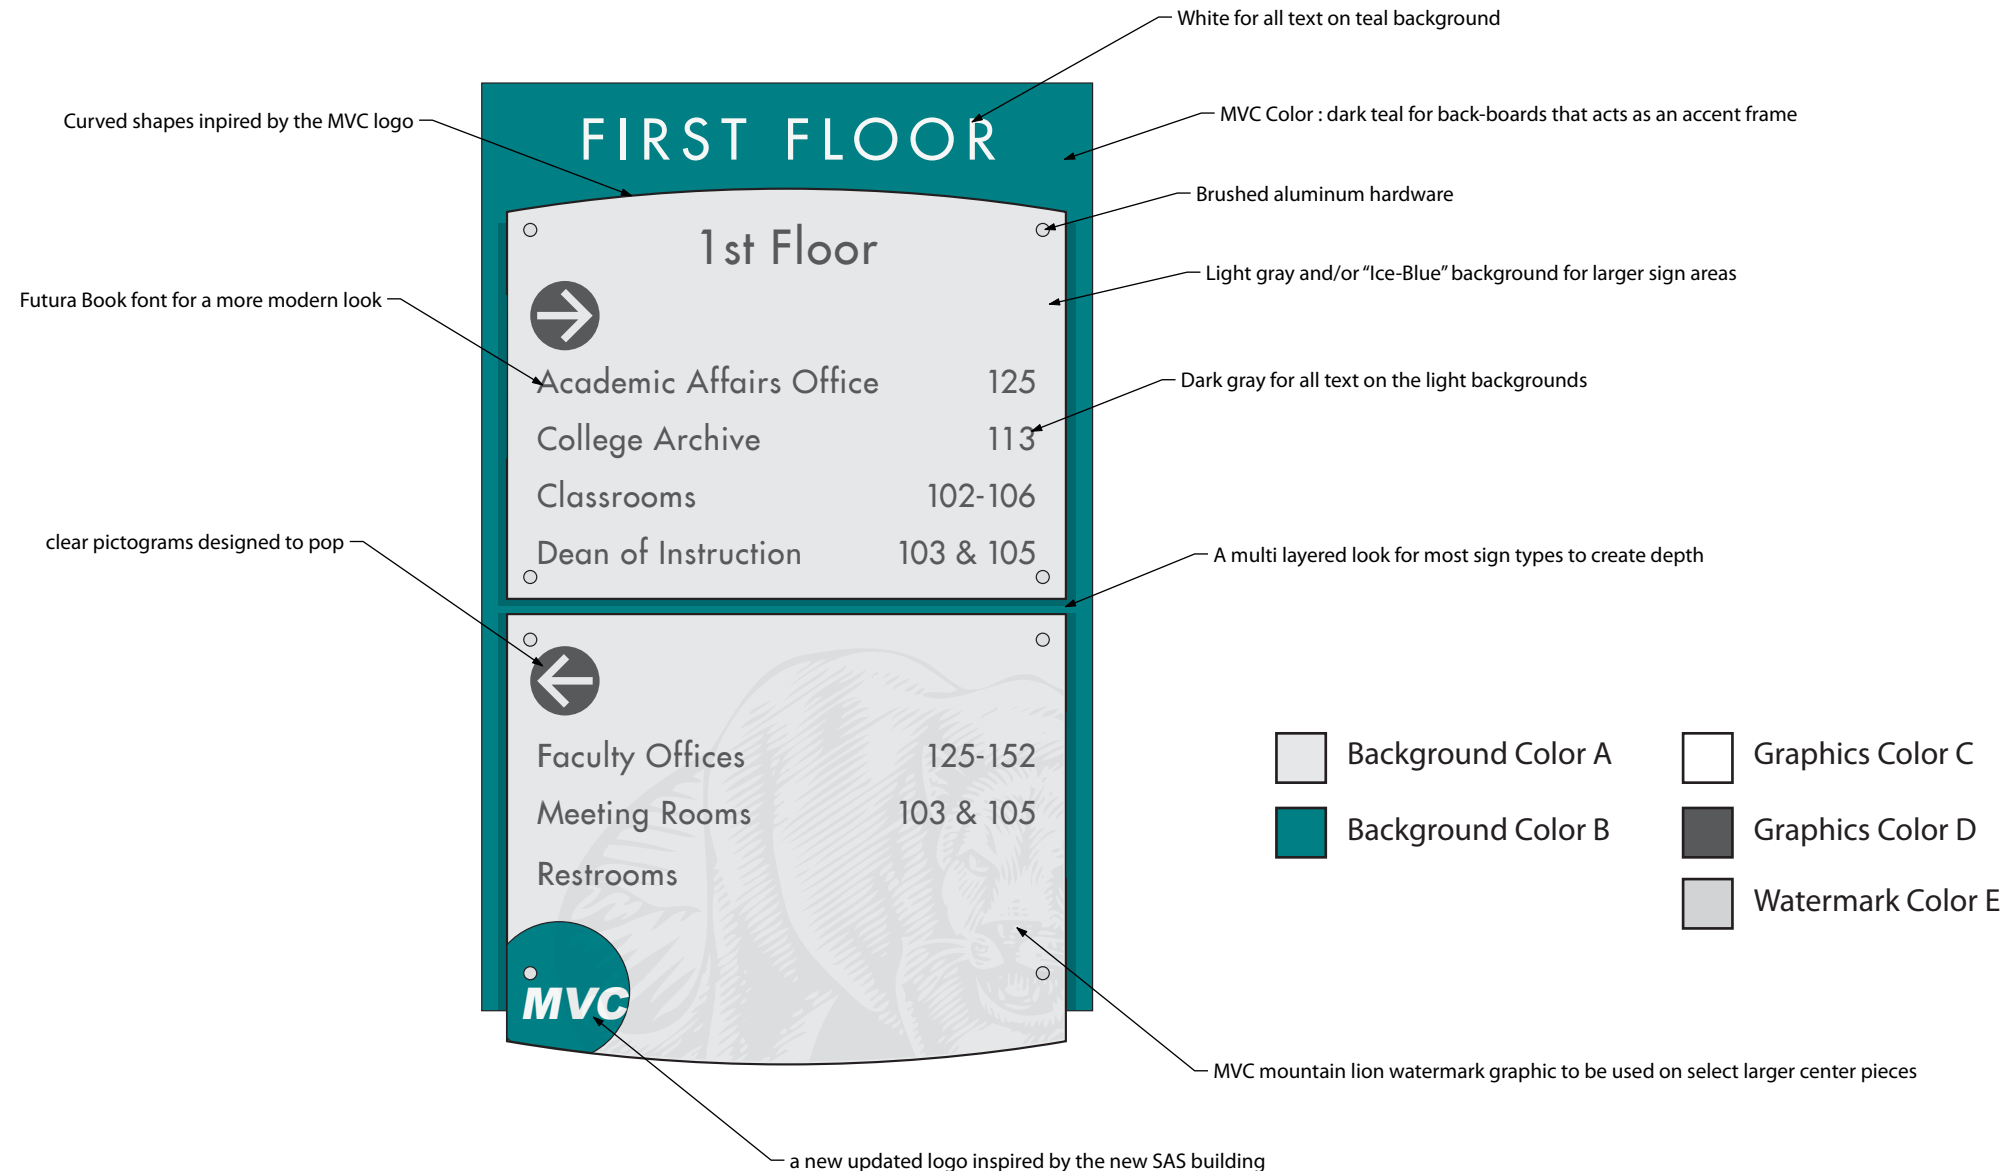 White for all text on teal background
Curved shapes inpired by the MVC logo
MVC Color : dark teal for back-boards that acts as an accent frame
FIRST FLOOR
Brushed aluminum hardware
1st Floor
Light gray and/or “Ice-Blue” background for larger sign areas
Futura Book font for a more modern look
Academic Affairs Office 125
Dark gray for all text on the light backgrounds
College Archive 113
Classrooms 102-106
clear pictograms designed to pop
Dean of Instruction 103 & 105
A multi layered look for most sign types to create depth
Faculty Offices 125-152
Meeting Rooms 103 & 105
Restrooms
MVC
Background Color A
Graphics Color C
Background Color B
Graphics Color D
Watermark Color E
MVC mountain lion watermark graphic to be used on select larger center pieces
a new updated logo inspired by the new SAS building